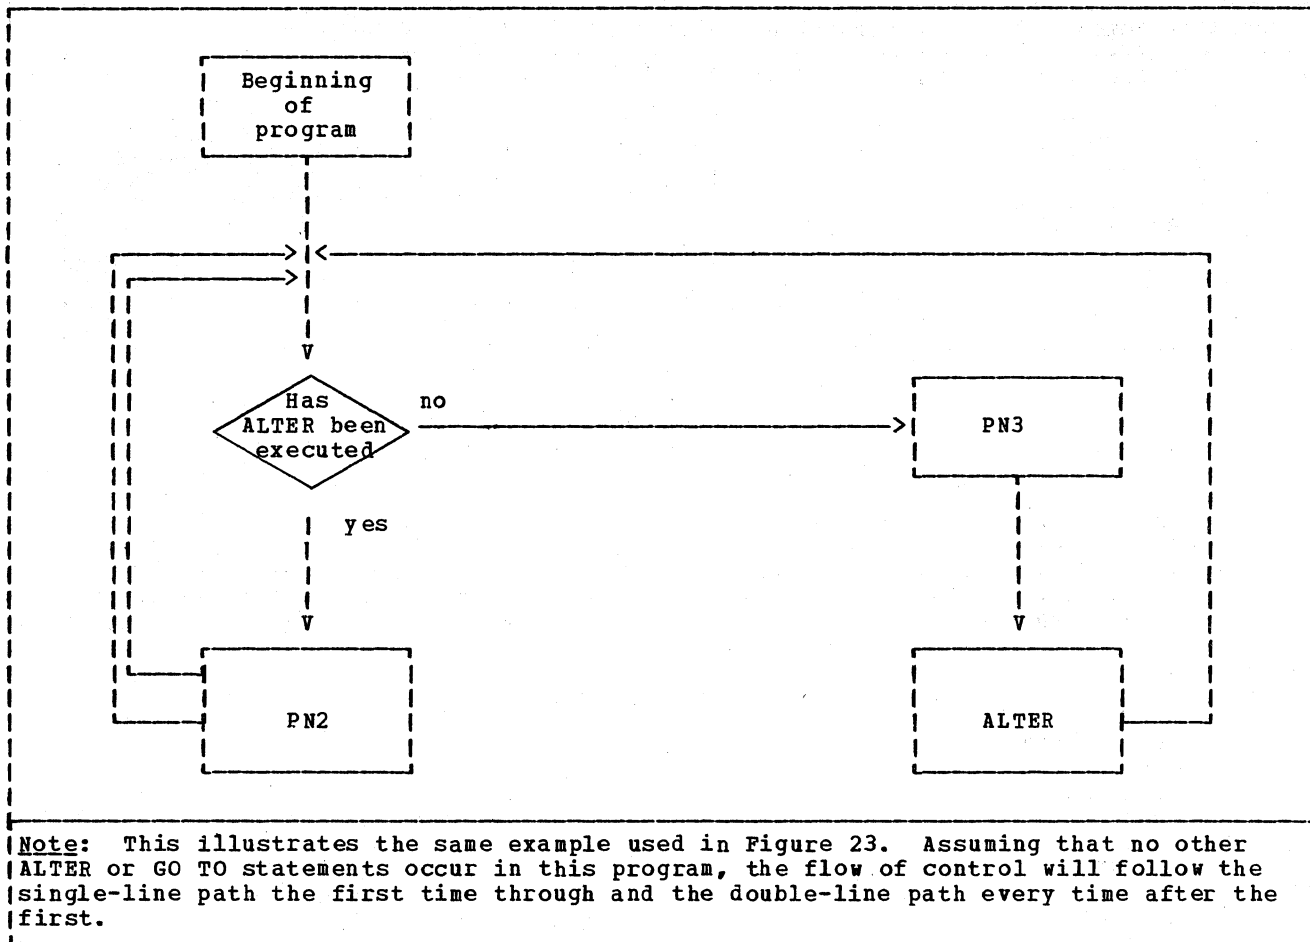 Beginning
of
program
Has
ALTER been
executed
no
PN3
yes
PN2
ALTER
Note: This illustrates the same example used in Figure 23. Assuming that no other
ALTER or GO TO statements occur in this program, the flow of control will follow the
single-line path the first time through and the double-line path every time after the
first.